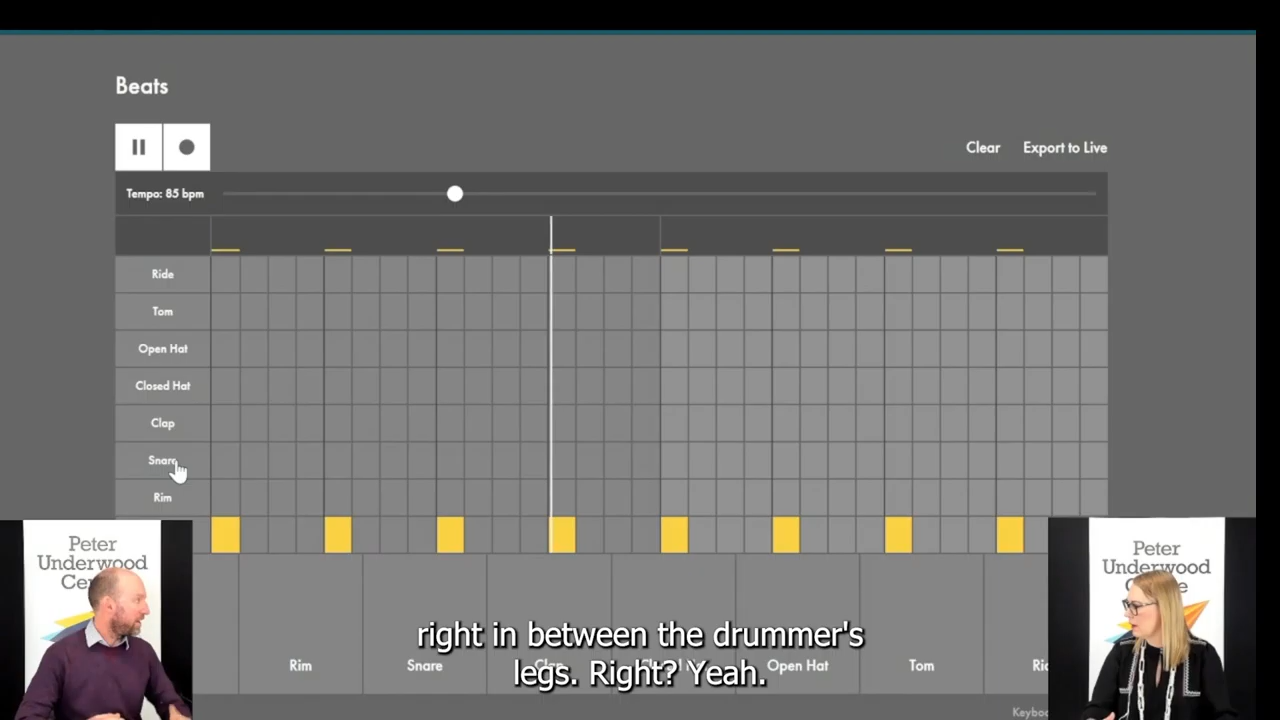 Beats
Clear
Export to Live
Tempo: 85 bpm
Ride
Tom
Open Hat
Closed Hat
Clap
Snare
Rim
Peter
Underwood
Peter
Underwood
Rim
Snare
Open Hat
Tom
right in between the drummer's
legs. Right? Yeah.